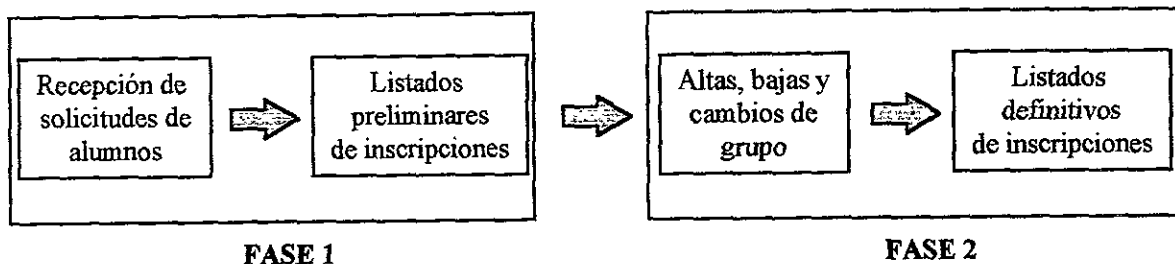 Recepción de
solicitudes de
alumnos
Listados
preliminares
de inscripciones
Altas, bajas y
cambios de
grupo
Listados
definitivos
de inscripciones
FASE 1
FASE 2